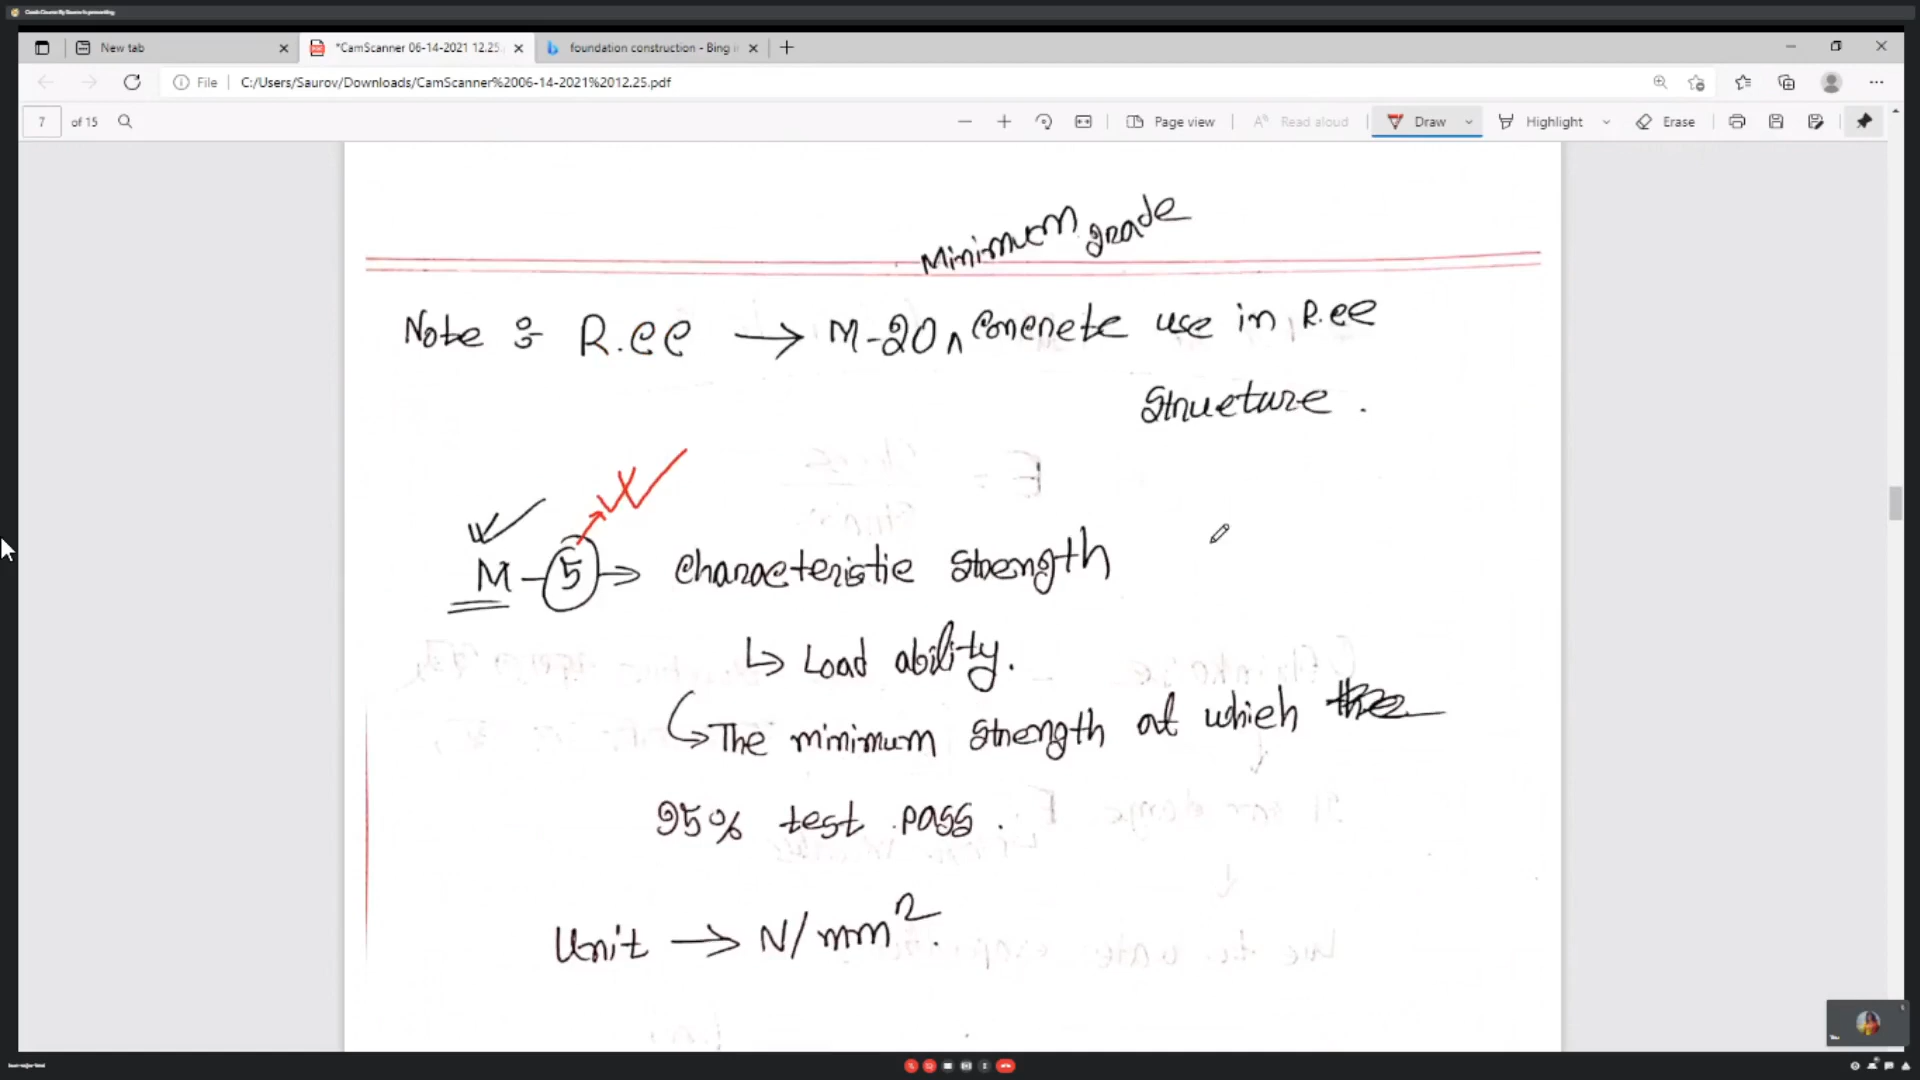 New tab
*CamScanner 06-14-2021 12.25.
foundation construction - Bing i
File
C:/Users/Saurov/Downloads/CamScanner%2006-14-2021%2012.25.pdf
7 of 15
Page view
Read aloud
Draw
Highlight
Erase
Minimum grade
Note :- R.CC → M-20 ʌ Concrete use in R.CC
Structure .
M - 5 → Characteristic Strength
↳ Load ability.
↳ The minimum strength at which
95% test pass .
Unit → N/mm²
.
You